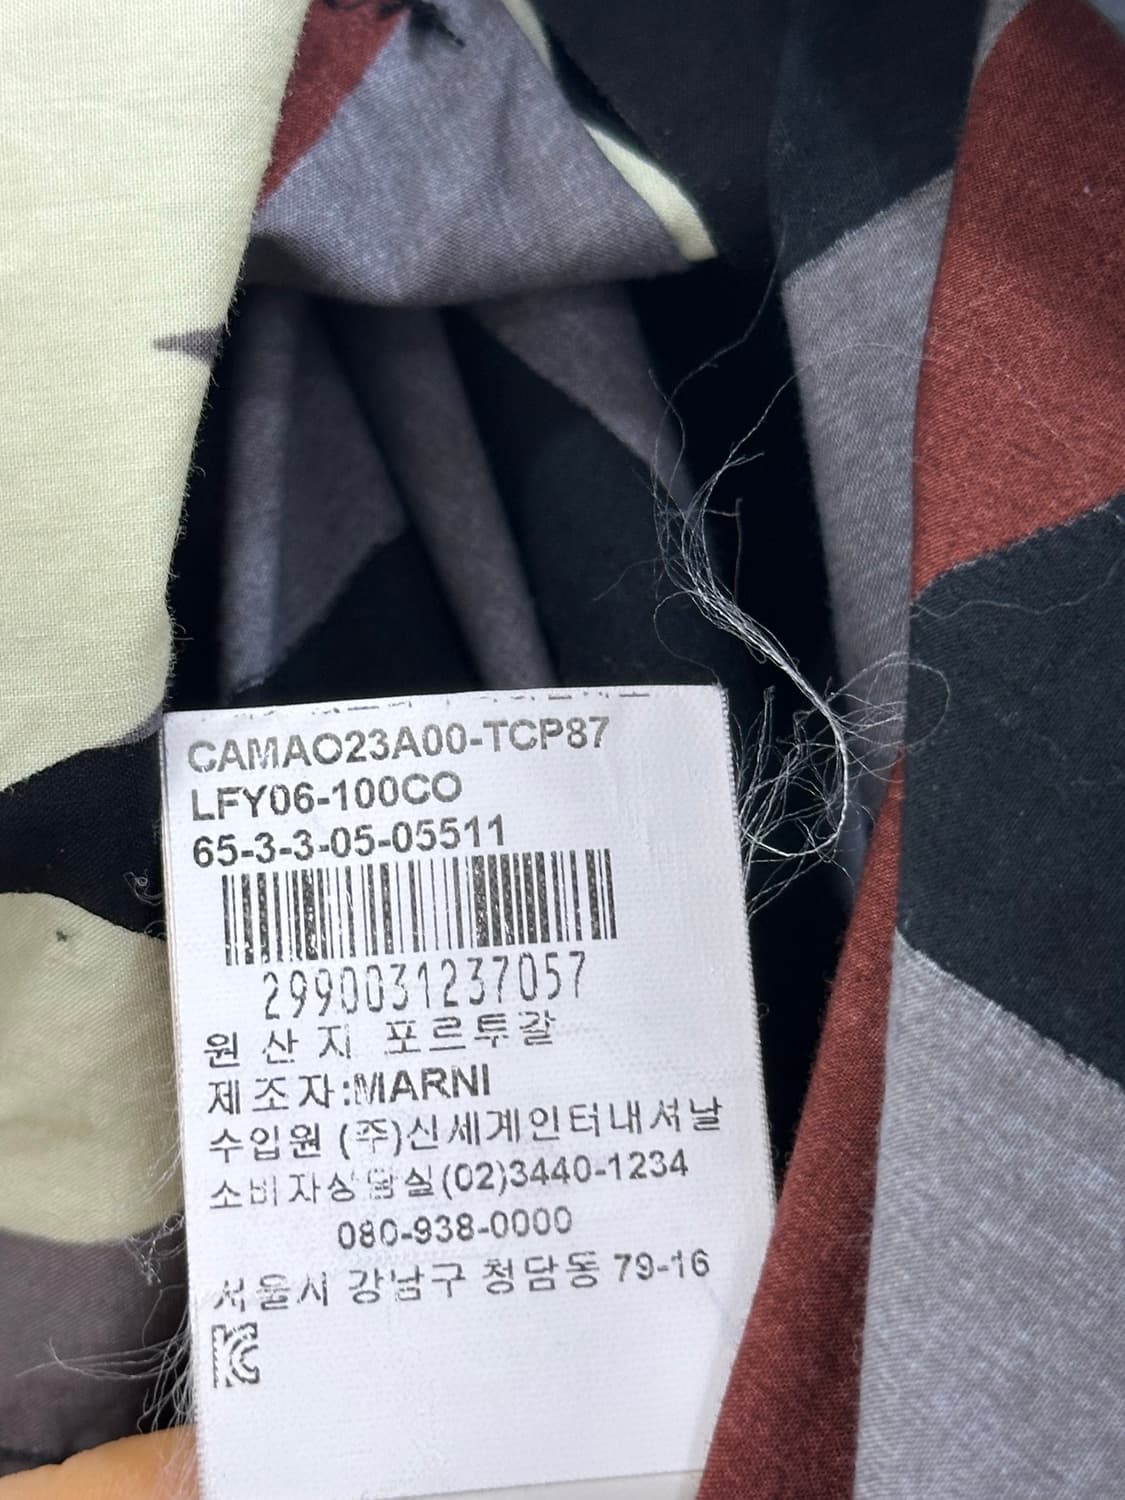 CAMAO23A00-TCP87
LFY06-100CO
65-3-3-05-05511
2990031237057
원 산 지 포르투갈
제조자:MARNI
수입원 (주)신세계인터내셔날
소비자상담실(02)3440-1234
080-938-0000
서울시 강남구 청담동 79-16
KC